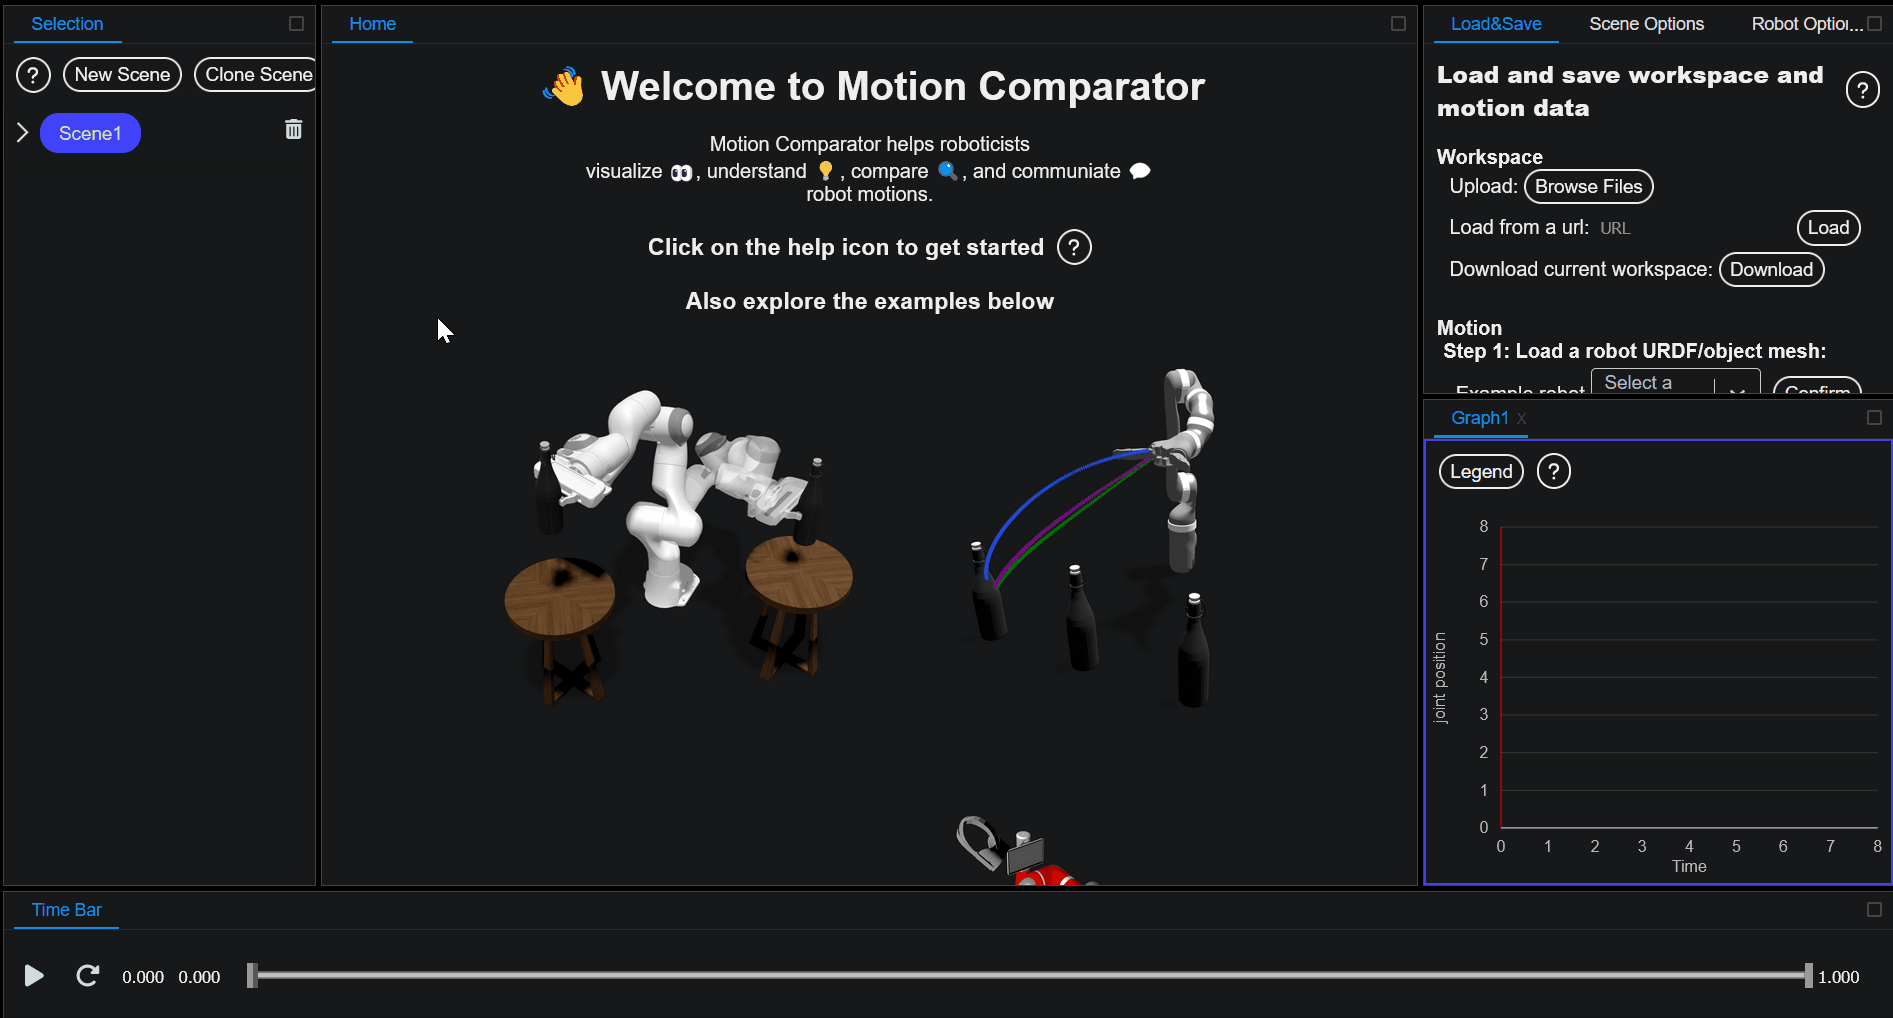 Selection
?
New Scene
Clone Scene
Scene1
Home
Welcome to Motion Comparator
Motion Comparator helps roboticists
visualize , understand , compare , and communiate
robot motions.
Click on the help icon to get started ?
Also explore the examples below
Load&Save
Scene Options
Robot Optior...
Load and save workspace and
motion data
?
Workspace
Upload: Browse Files
Load from a url: URL Load
Download current workspace: Download
Motion
Step 1: Load a robot URDF/object mesh:
Example robot Select a Confirm
Graph1 X
Legend ?
joint position
8
7
6
5
4
3
2
1
0
0 1 2 3 4 5 6 7 8
Time
Time Bar
0.000 0.000 1.000